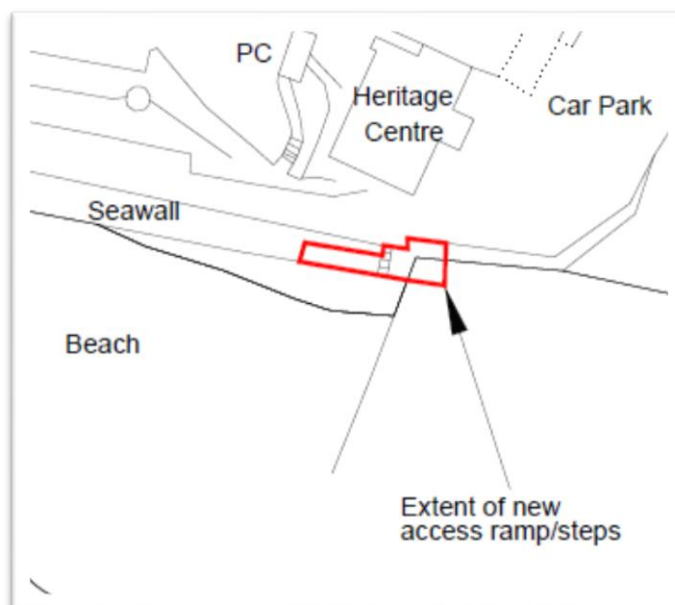 PC
Heritage
Centre
Car Park
Seawall
Beach
Extent of new
access ramp/steps